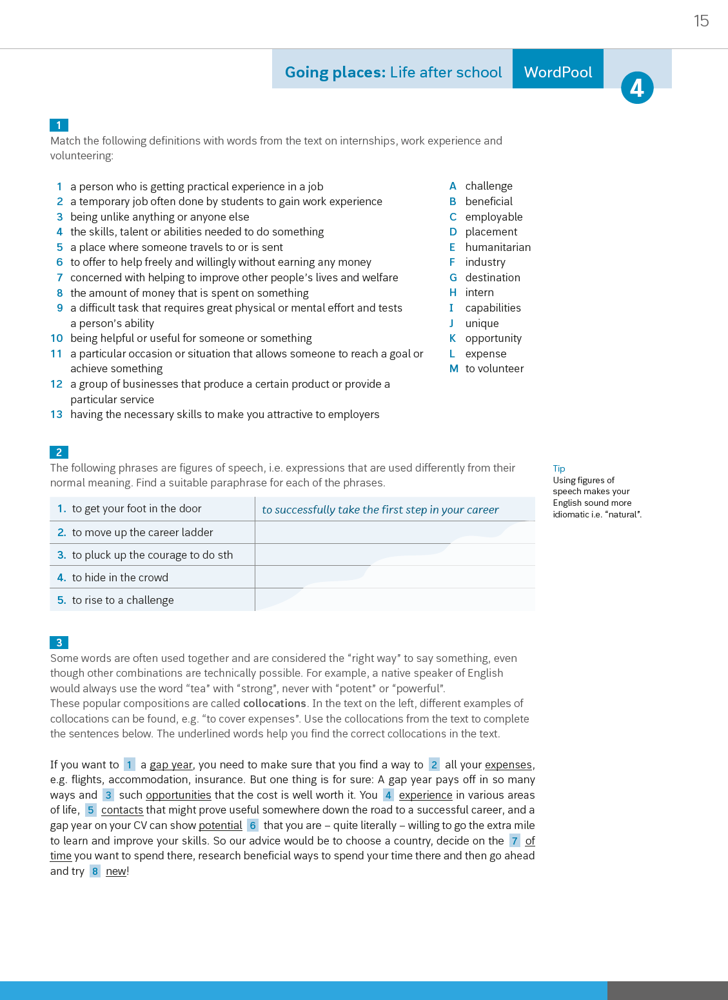 15
Going places: Life after school
WordPool
4
1
Match the following definitions with words from the text on internships, work experience and
volunteering:
1 a person who is getting practical experience in a job
2 a temporary job often done by students to gain work experience
3 being unlike anything or anyone else
4 the skills, talent or abilities needed to do something
5 a place where someone travels to or is sent
6 to offer to help freely and willingly without earning any money
7 concerned with helping to improve other people's lives and welfare
8 the amount of money that is spent on something
9 a difficult task that requires great physical or mental effort and tests
a person's ability
10 being helpful or useful for someone or something
11 a particular occasion or situation that allows someone to reach a goal or
achieve something
12 a group of businesses that produce a certain product or provide a
particular service
13 having the necessary skills to make you attractive to employers
A challenge
B beneficial
C employable
D placement
E humanitarian
F industry
G destination
H intern
I capabilities
J unique
K opportunity
L expense
M to volunteer
2
The following phrases are figures of speech, i.e. expressions that are used differently from their
normal meaning. Find a suitable paraphrase for each of the phrases.
1. to get your foot in the door
to successfully take the first step in your career
2. to move up the career ladder
3. to pluck up the courage to do sth
4. to hide in the crowd
5. to rise to a challenge
Tip
Using figures of
speech makes your
English sound more
idiomatic i.e. “natural”.
3
Some words are often used together and are considered the “right way” to say something, even
though other combinations are technically possible. For example, a native speaker of English
would always use the word “tea” with “strong”, never with “potent” or “powerful”.
These popular compositions are called collocations. In the text on the left, different examples of
collocations can be found, e.g. “to cover expenses”. Use the collocations from the text to complete
the sentences below. The underlined words help you find the correct collocations in the text.
If you want to 1 a gap year, you need to make sure that you find a way to 2 all your expenses,
e.g. flights, accommodation, insurance. But one thing is for sure: A gap year pays off in so many
ways and 3 such opportunities that the cost is well worth it. You 4 experience in various areas
of life, 5 contacts that might prove useful somewhere down the road to a successful career, and a
gap year on your CV can show potential 6 that you are – quite literally – willing to go the extra mile
to learn and improve your skills. So our advice would be to choose a country, decide on the 7 of
time you want to spend there, research beneficial ways to spend your time there and then go ahead
and try 8 new!